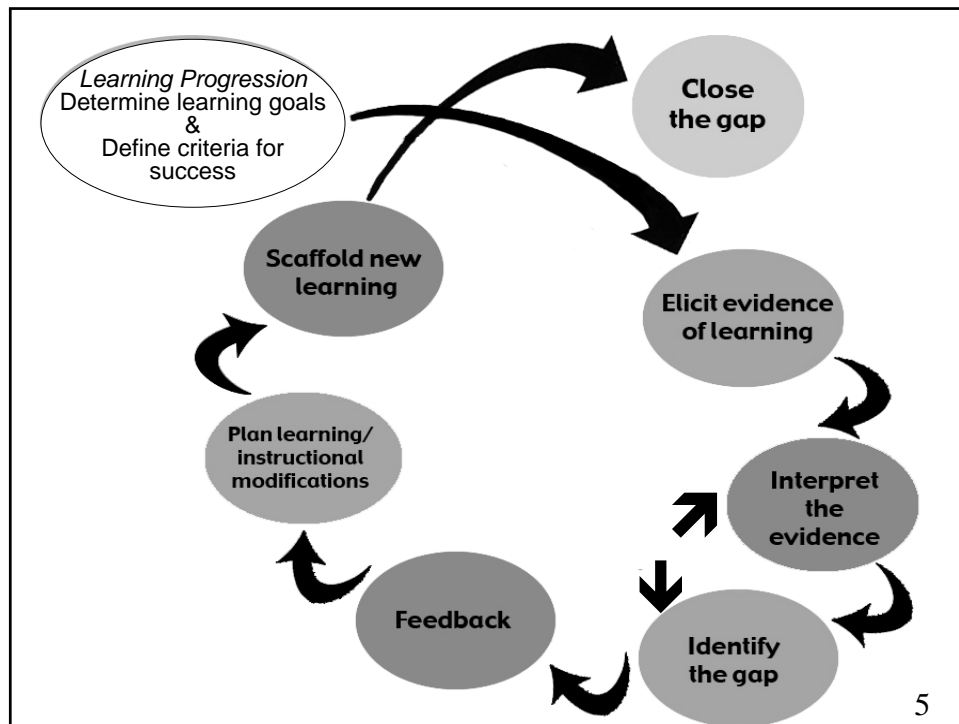 Learning Progression
Determine learning goals
&
Define criteria for
success
Close
the gap
Scaffold new
learning
Elicit evidence
of learning
Plan learning/
instructional
modifications
Interpret
the
evidence
Feedback
Identify
the gap
5